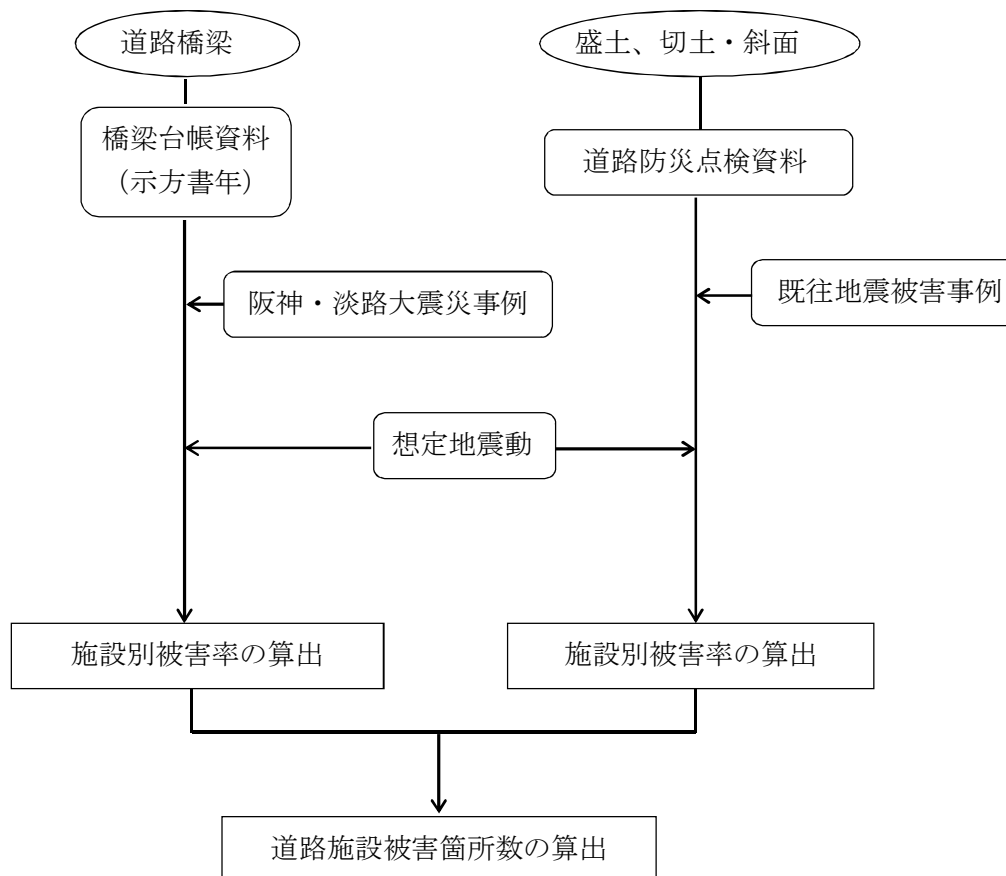 道路橋梁
盛土、切土・斜面
橋梁台帳資料
（示方書年）
道路防災点検資料
阪神・淡路大震災事例
既往地震被害事例
想定地震動
施設別被害率の算出
施設別被害率の算出
道路施設被害箇所数の算出